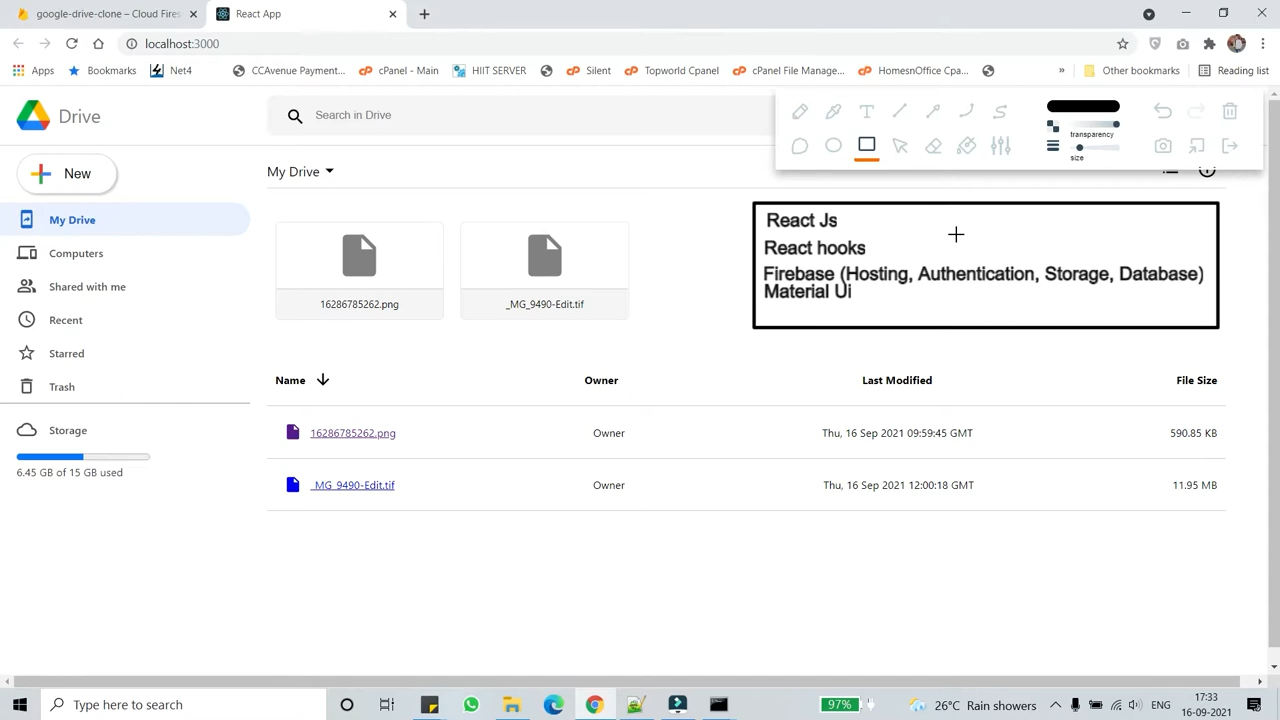 google-drive-clone – Cloud Fires
React App
localhost:3000
Apps
Bookmarks
Net4
CCAvenue Payment...
cPanel - Main
HIIT SERVER
Silent
Topworld Cpanel
cPanel File Manage...
HomesnOffice Cpa...
»
Other bookmarks
Reading list
Drive
Search in Drive
transparency
size
New
My Drive
My Drive
Computers
Shared with me
Recent
Starred
Trash
Storage
6.45 GB of 15 GB used
16286785262.png
_MG_9490-Edit.tif
React Js
React hooks
Firebase (Hosting, Authentication, Storage, Database)
Material Ui
Name Owner Last Modified File Size
16286785262.png Owner Thu, 16 Sep 2021 09:59:45 GMT 590.85 KB
_MG_9490-Edit.tif Owner Thu, 16 Sep 2021 12:00:18 GMT 11.95 MB
Type here to search
97%
26°C Rain showers
ENG
17:33
16-09-2021